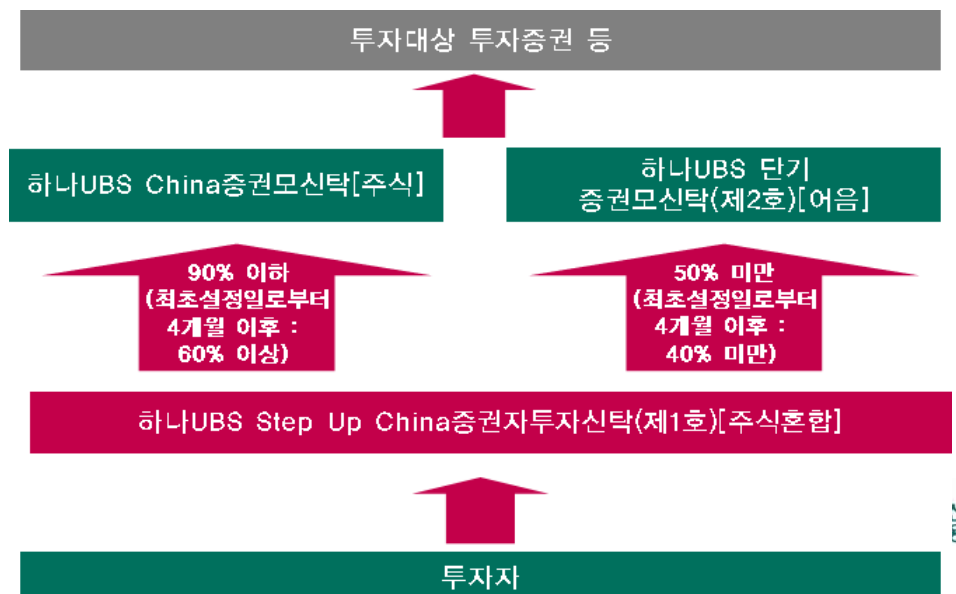 투자대상 투자증권 등
하나UBS China증권모신탁[주식]
하나UBS 단기
증권모신탁(제2호)[어음]
90% 이하
(최초설정일로부터
4개월 이후 :
60% 이상)
50% 미만
(최초설정일로부터
4개월 이후 :
40% 미만)
하나UBS Step Up China증권자투자신탁(제1호)[주식혼합]
투자자